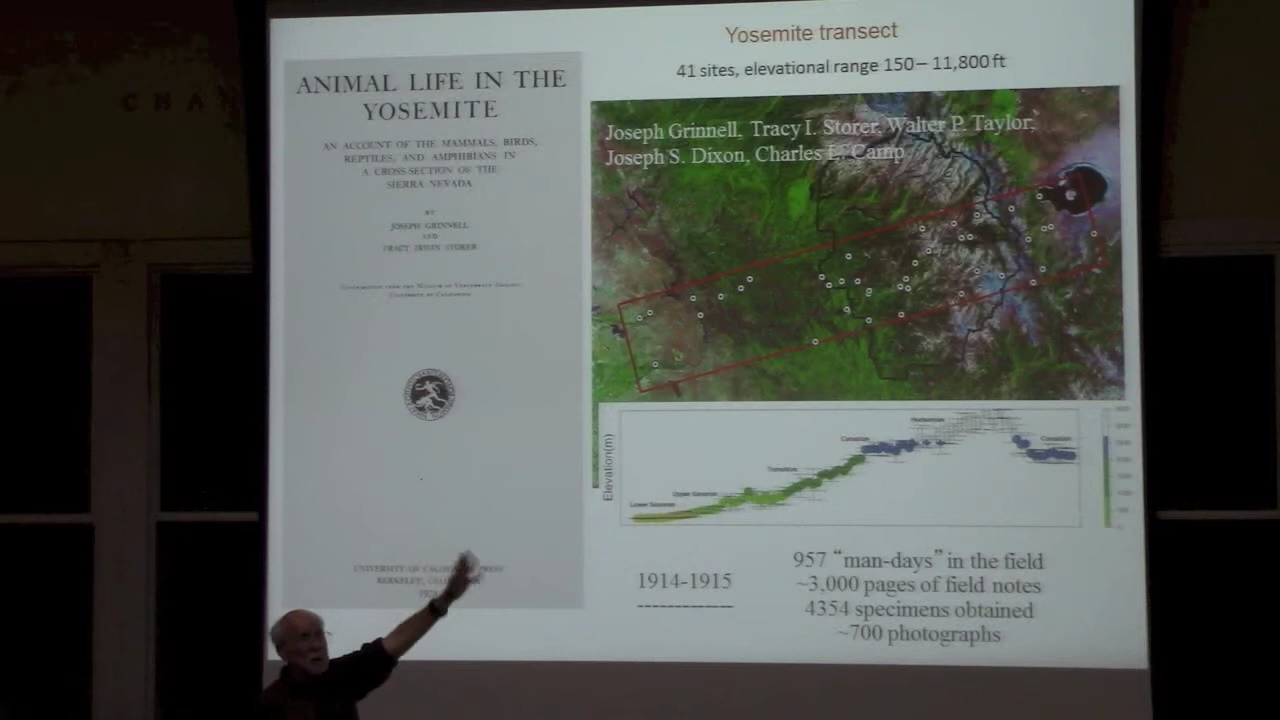 CHA
ANIMAL LIFE IN THE
YOSEMITE
AN ACCOUNT OF THE MAMMALS, BIRDS,
REPTILES, AND AMPHIBIANS IN
A CROSS-SECTION OF THE
SIERRA NEVADA
BY
JOSEPH GRINNELL
AND
TRACY IRWIN STORER
UNIVERSITY OF
PRESS
BERKELEY,
Yosemite transect
41 sites, elevational range 150 – 11,800 ft
Joseph Grinnell, Tracy I. Storer, Walter P. Taylor,
Joseph S. Dixon, Charles L. Camp
Elevation(m)
Lower Sonoran
Upper Sonoran
Transition
Canadian
Hudsonian
Canadian
1914-1915
----------
957 “man-days” in the field
~3,000 pages of field notes
4354 specimens obtained
~700 photographs